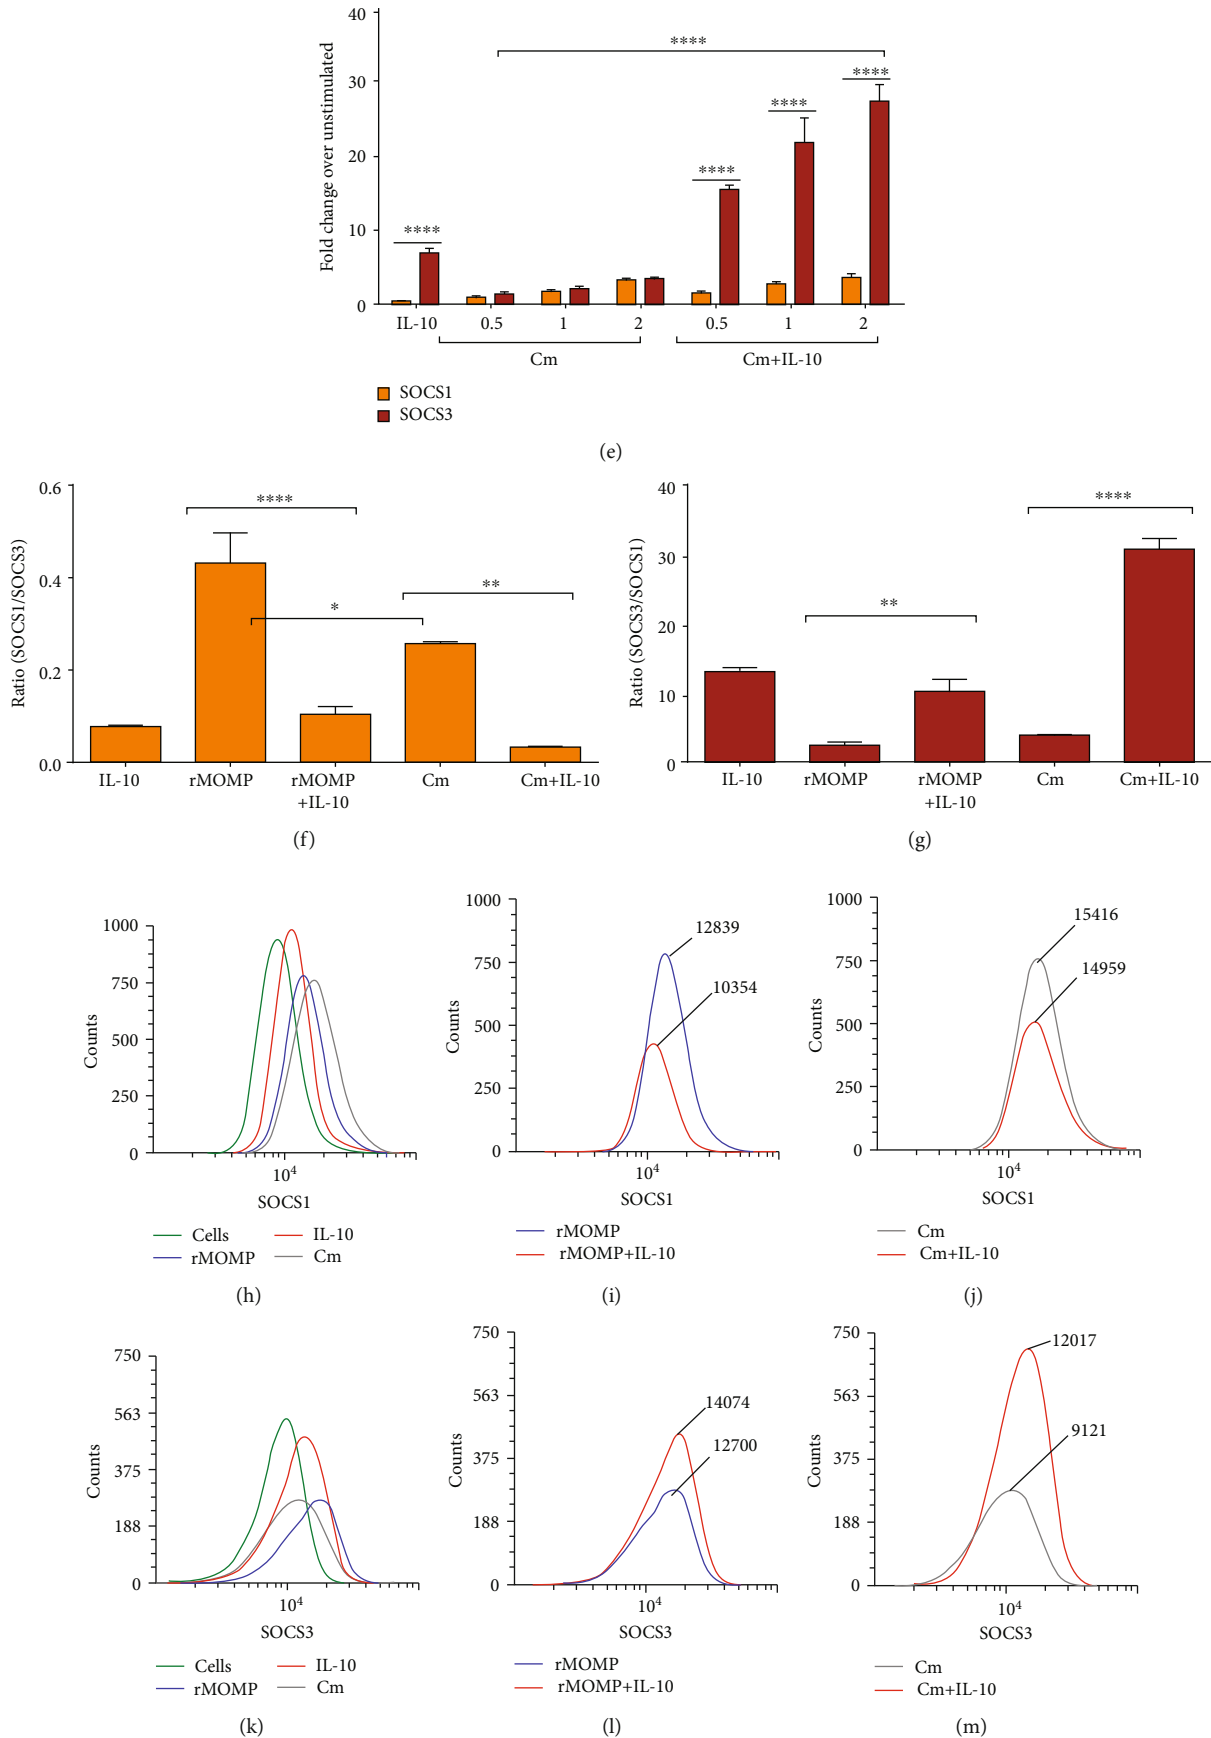 Fold change over unstimulated
40
30
20
10
0
****
****
****
****
****
IL-10
0.5
1
2
0.5
1
2
Cm
Cm+IL-10
SOCS1
SOCS3
(e)
Ratio (SOCS1/SOCS3)
0.6
0.4
0.2
0.0
****
*
**
IL-10
rMOMP
rMOMP
+IL-10
Cm
Cm+IL-10
(f)
Ratio (SOCS3/SOCS1)
40
30
20
10
0
**
****
IL-10
rMOMP
rMOMP
+IL-10
Cm
Cm+IL-10
(g)
Counts
1000
750
500
250
0
10⁴
SOCS1
Cells
IL-10
rMOMP
Cm
(h)
Counts
1000
750
500
250
0
12839
10354
10⁴
SOCS1
rMOMP
rMOMP+IL-10
(i)
Counts
1000
750
500
250
0
15416
14959
10⁴
SOCS1
Cm
Cm+IL-10
(j)
Counts
750
563
375
188
0
10⁴
SOCS3
Cells
IL-10
rMOMP
Cm
(k)
Counts
750
563
375
188
0
14074
12700
10⁴
SOCS3
rMOMP
rMOMP+IL-10
(l)
Counts
750
563
375
188
0
12017
9121
10⁴
SOCS3
Cm
Cm+IL-10
(m)